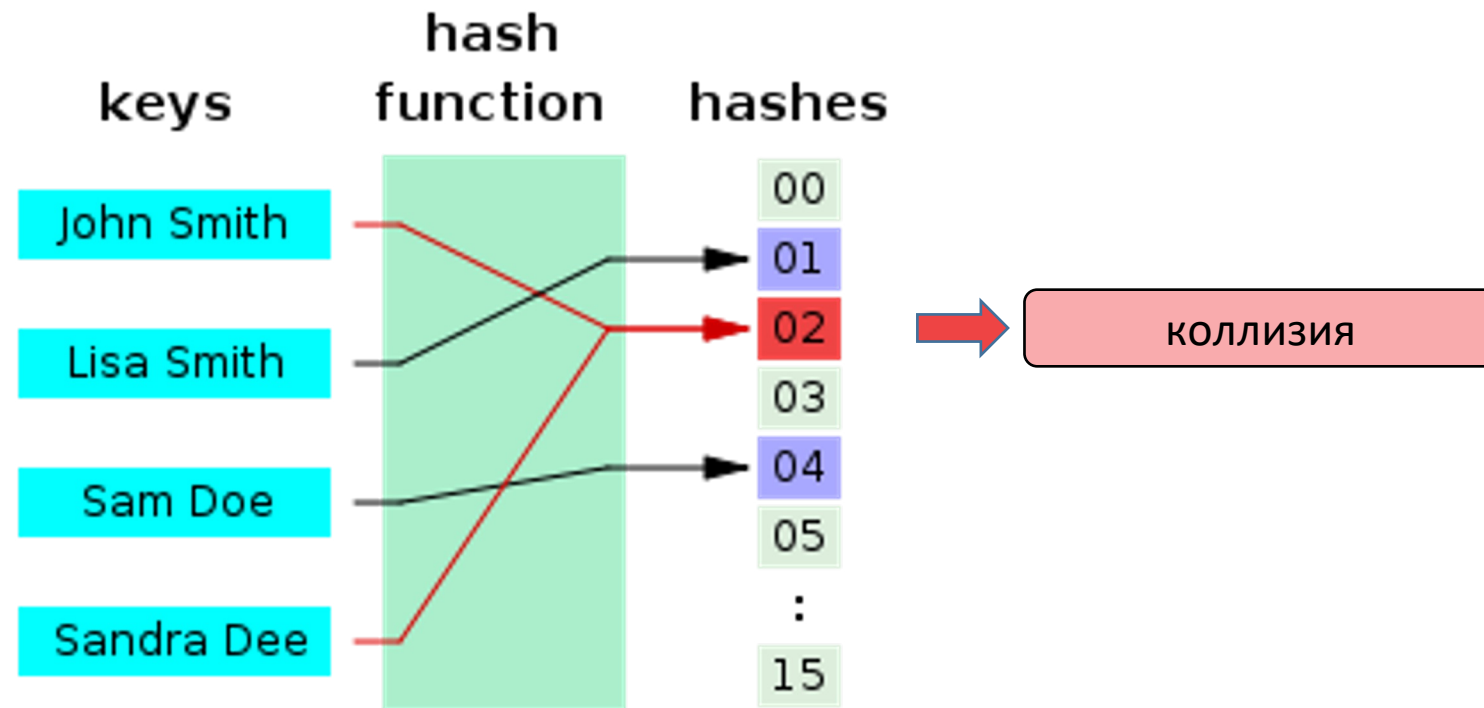 hash
keys function hashes
John Smith
Lisa Smith
Sam Doe
Sandra Dee
00
01
02
03
04
05
:
15
коллизия